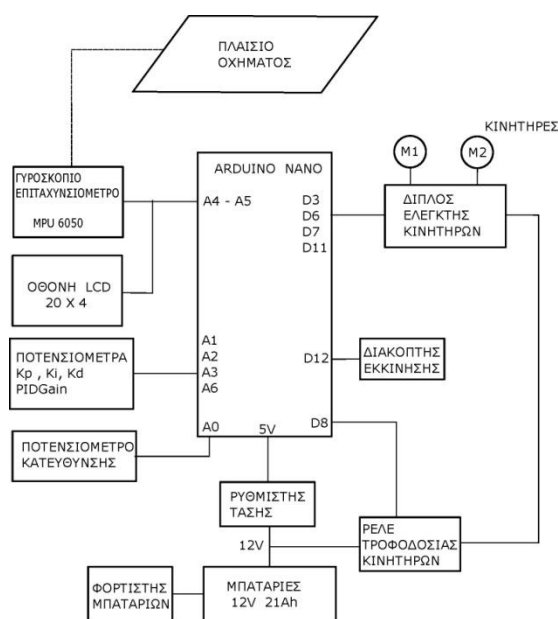 ΠΛΑΙΣΙΟ
ΟΧΗΜΑΤΟΣ
ΚΙΝΗΤΗΡΕΣ
M1
M2
ΓΥΡΟΣΚΟΠΙΟ
ΕΠΙΤΑΧΥΝΣΙΟΜΕΤΡΟ
MPU 6050
ARDUINO NANO
A4 - A5
D3
D6
D7
D11
ΔΙΠΛΟΣ
ΕΛΕΓΚΤΗΣ
ΚΙΝΗΤΗΡΩΝ
ΟΘΟΝΗ LCD
20 X 4
ΠΟΤΕΝΣΙΟΜΕΤΡΑ
Kp , Ki, Kd
PIDGain
A1
A2
A3
A6
D12
ΔΙΑΚΟΠΤΗΣ
ΕΚΚΙΝΗΣΗΣ
ΠΟΤΕΝΣΙΟΜΕΤΡΟ
ΚΑΤΕΥΘΥΝΣΗΣ
A0
5V
D8
ΡΥΘΜΙΣΤΗΣ
ΤΑΣΗΣ
12V
ΡΕΛΕ
ΤΡΟΦΟΔΟΣΙΑΣ
ΚΙΝΗΤΗΡΩΝ
ΦΟΡΤΙΣΤΗΣ
ΜΠΑΤΑΡΙΩΝ
ΜΠΑΤΑΡΙΕΣ
12V 21Ah